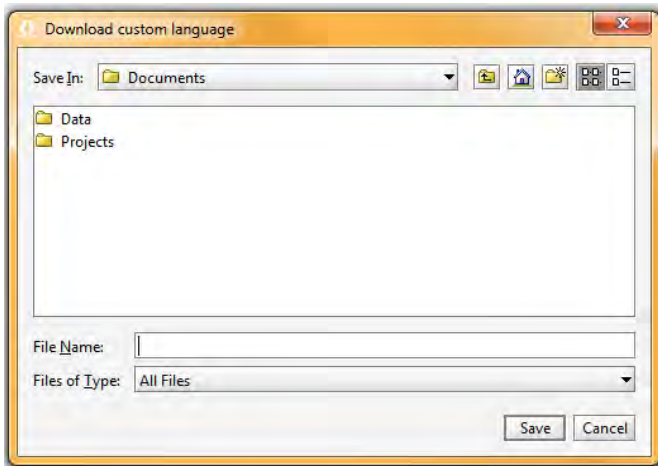 Download custom language
Save In: Documents
Data
Projects
File Name:
Files of Type: All Files
Save Cancel